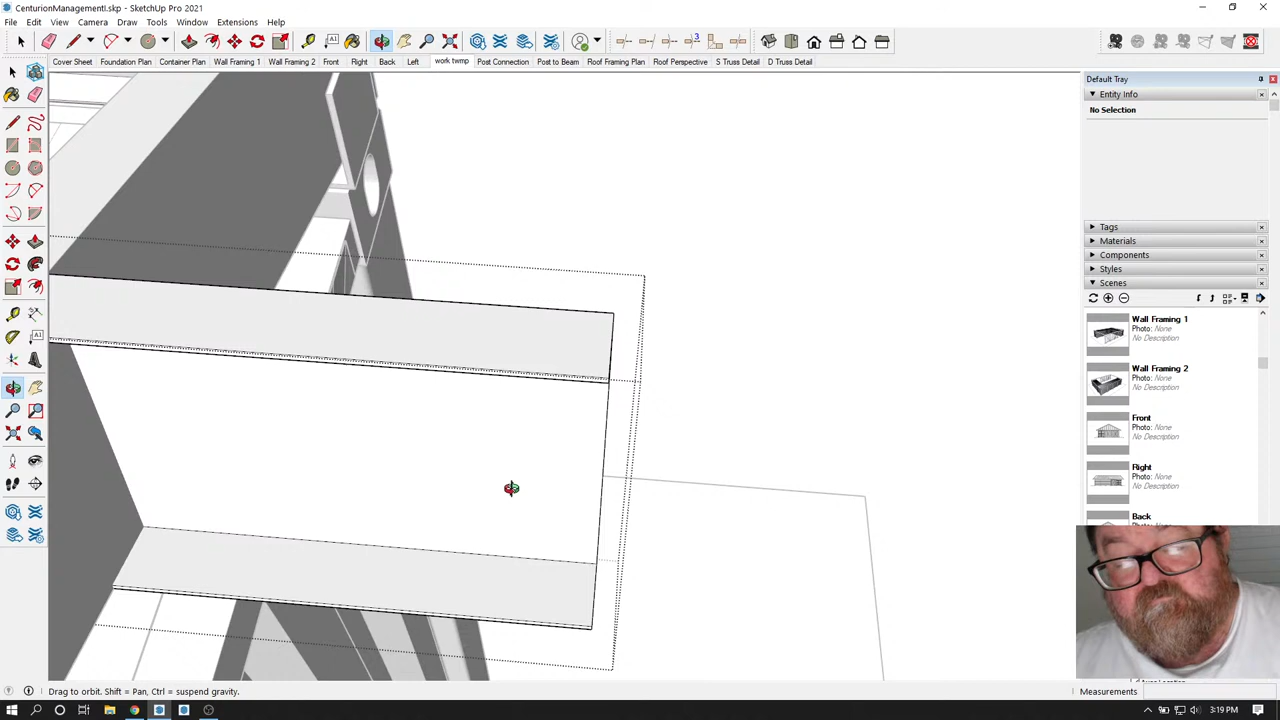 CenturionManagementI.skp - SketchUp Pro 2021
File Edit View Camera Draw Tools Window Extensions Help
3
Cover Sheet Foundation Plan Container Plan Wall Framing 1 Wall Framing 2 Front Right Back Left work twmp Post Connection Post to Beam Roof Framing Plan Roof Perspective S Truss Detail D Truss Detail
Default Tray
Entity Info
No Selection
Tags
Materials
Components
Styles
Scenes
Wall Framing 1
Photo: None
No Description
Wall Framing 2
Photo: None
No Description
Front
Photo: None
No Description
Right
Photo: None
No Description
Back
Drag to orbit. Shift = Pan, Ctrl = suspend gravity.
Measurements
3:19 PM